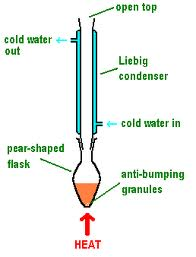 open top
cold water
out
Liebig
condenser
cold water in
pear-shaped
flask
anti-bumping
granules
HEAT